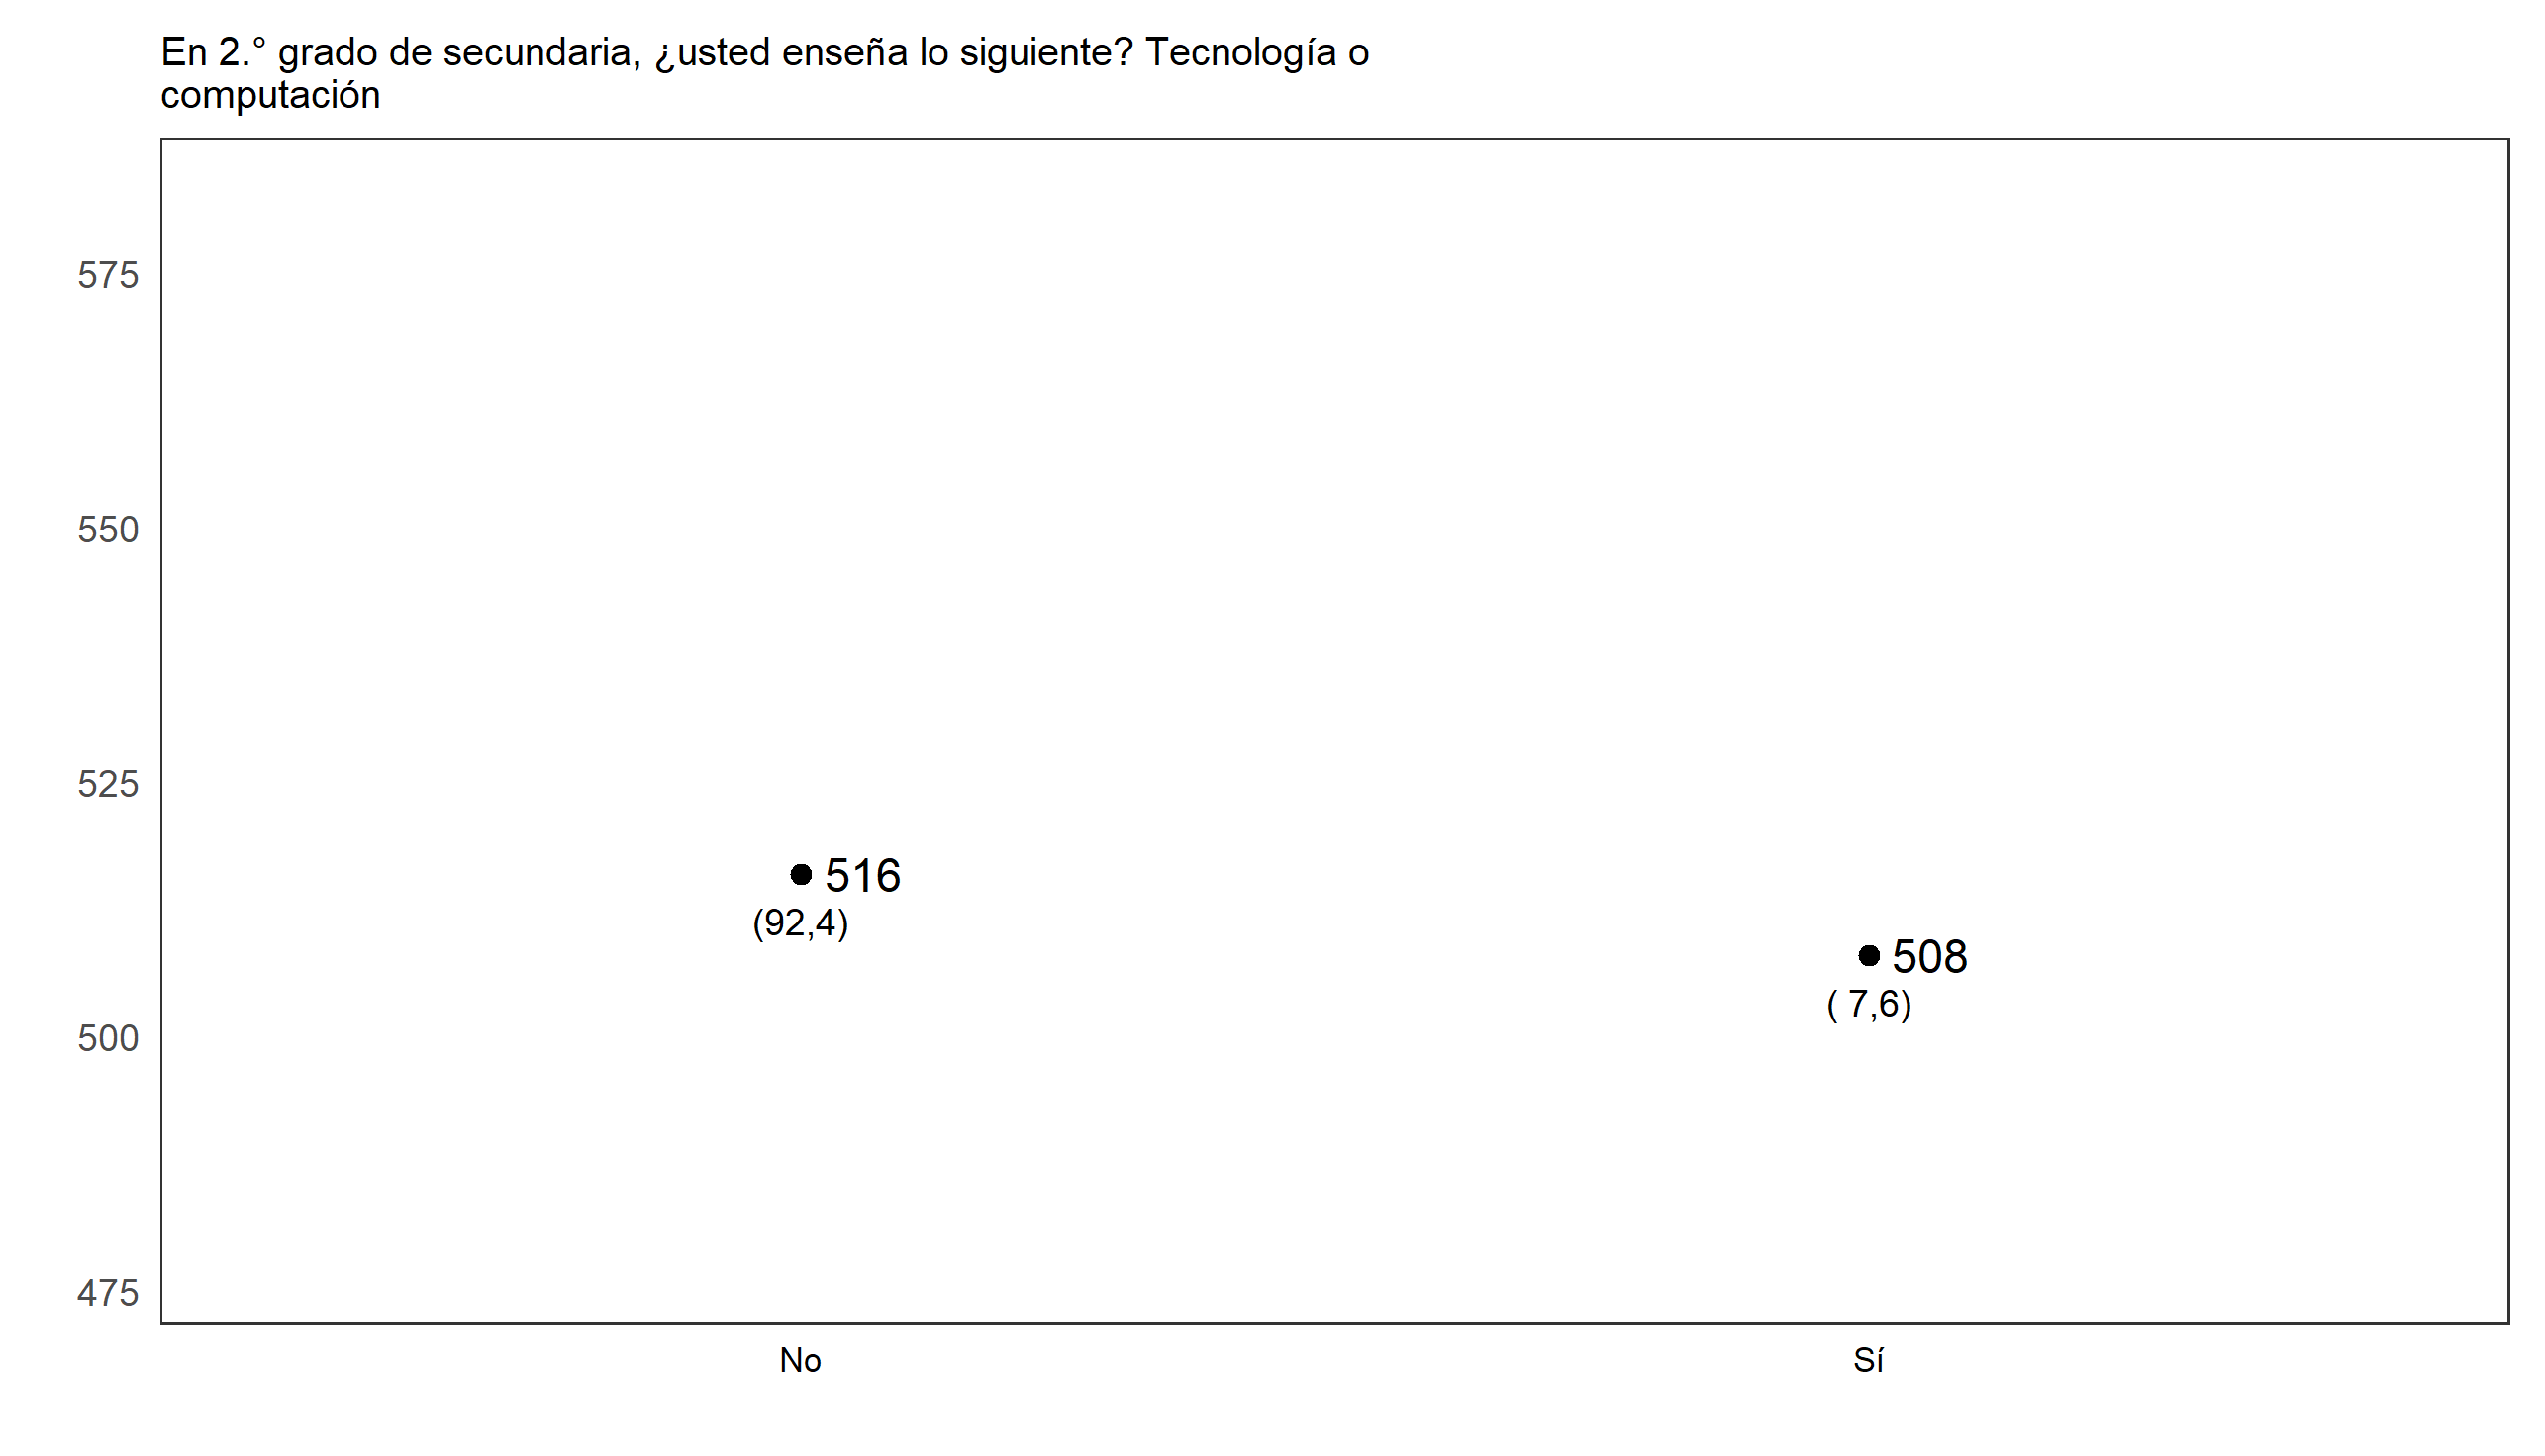 En 2.° grado de secundaria, ¿usted enseña lo siguiente? Tecnología o
computación
575
550
525
500
475
516
(92,4)
508
( 7,6)
No
Sí